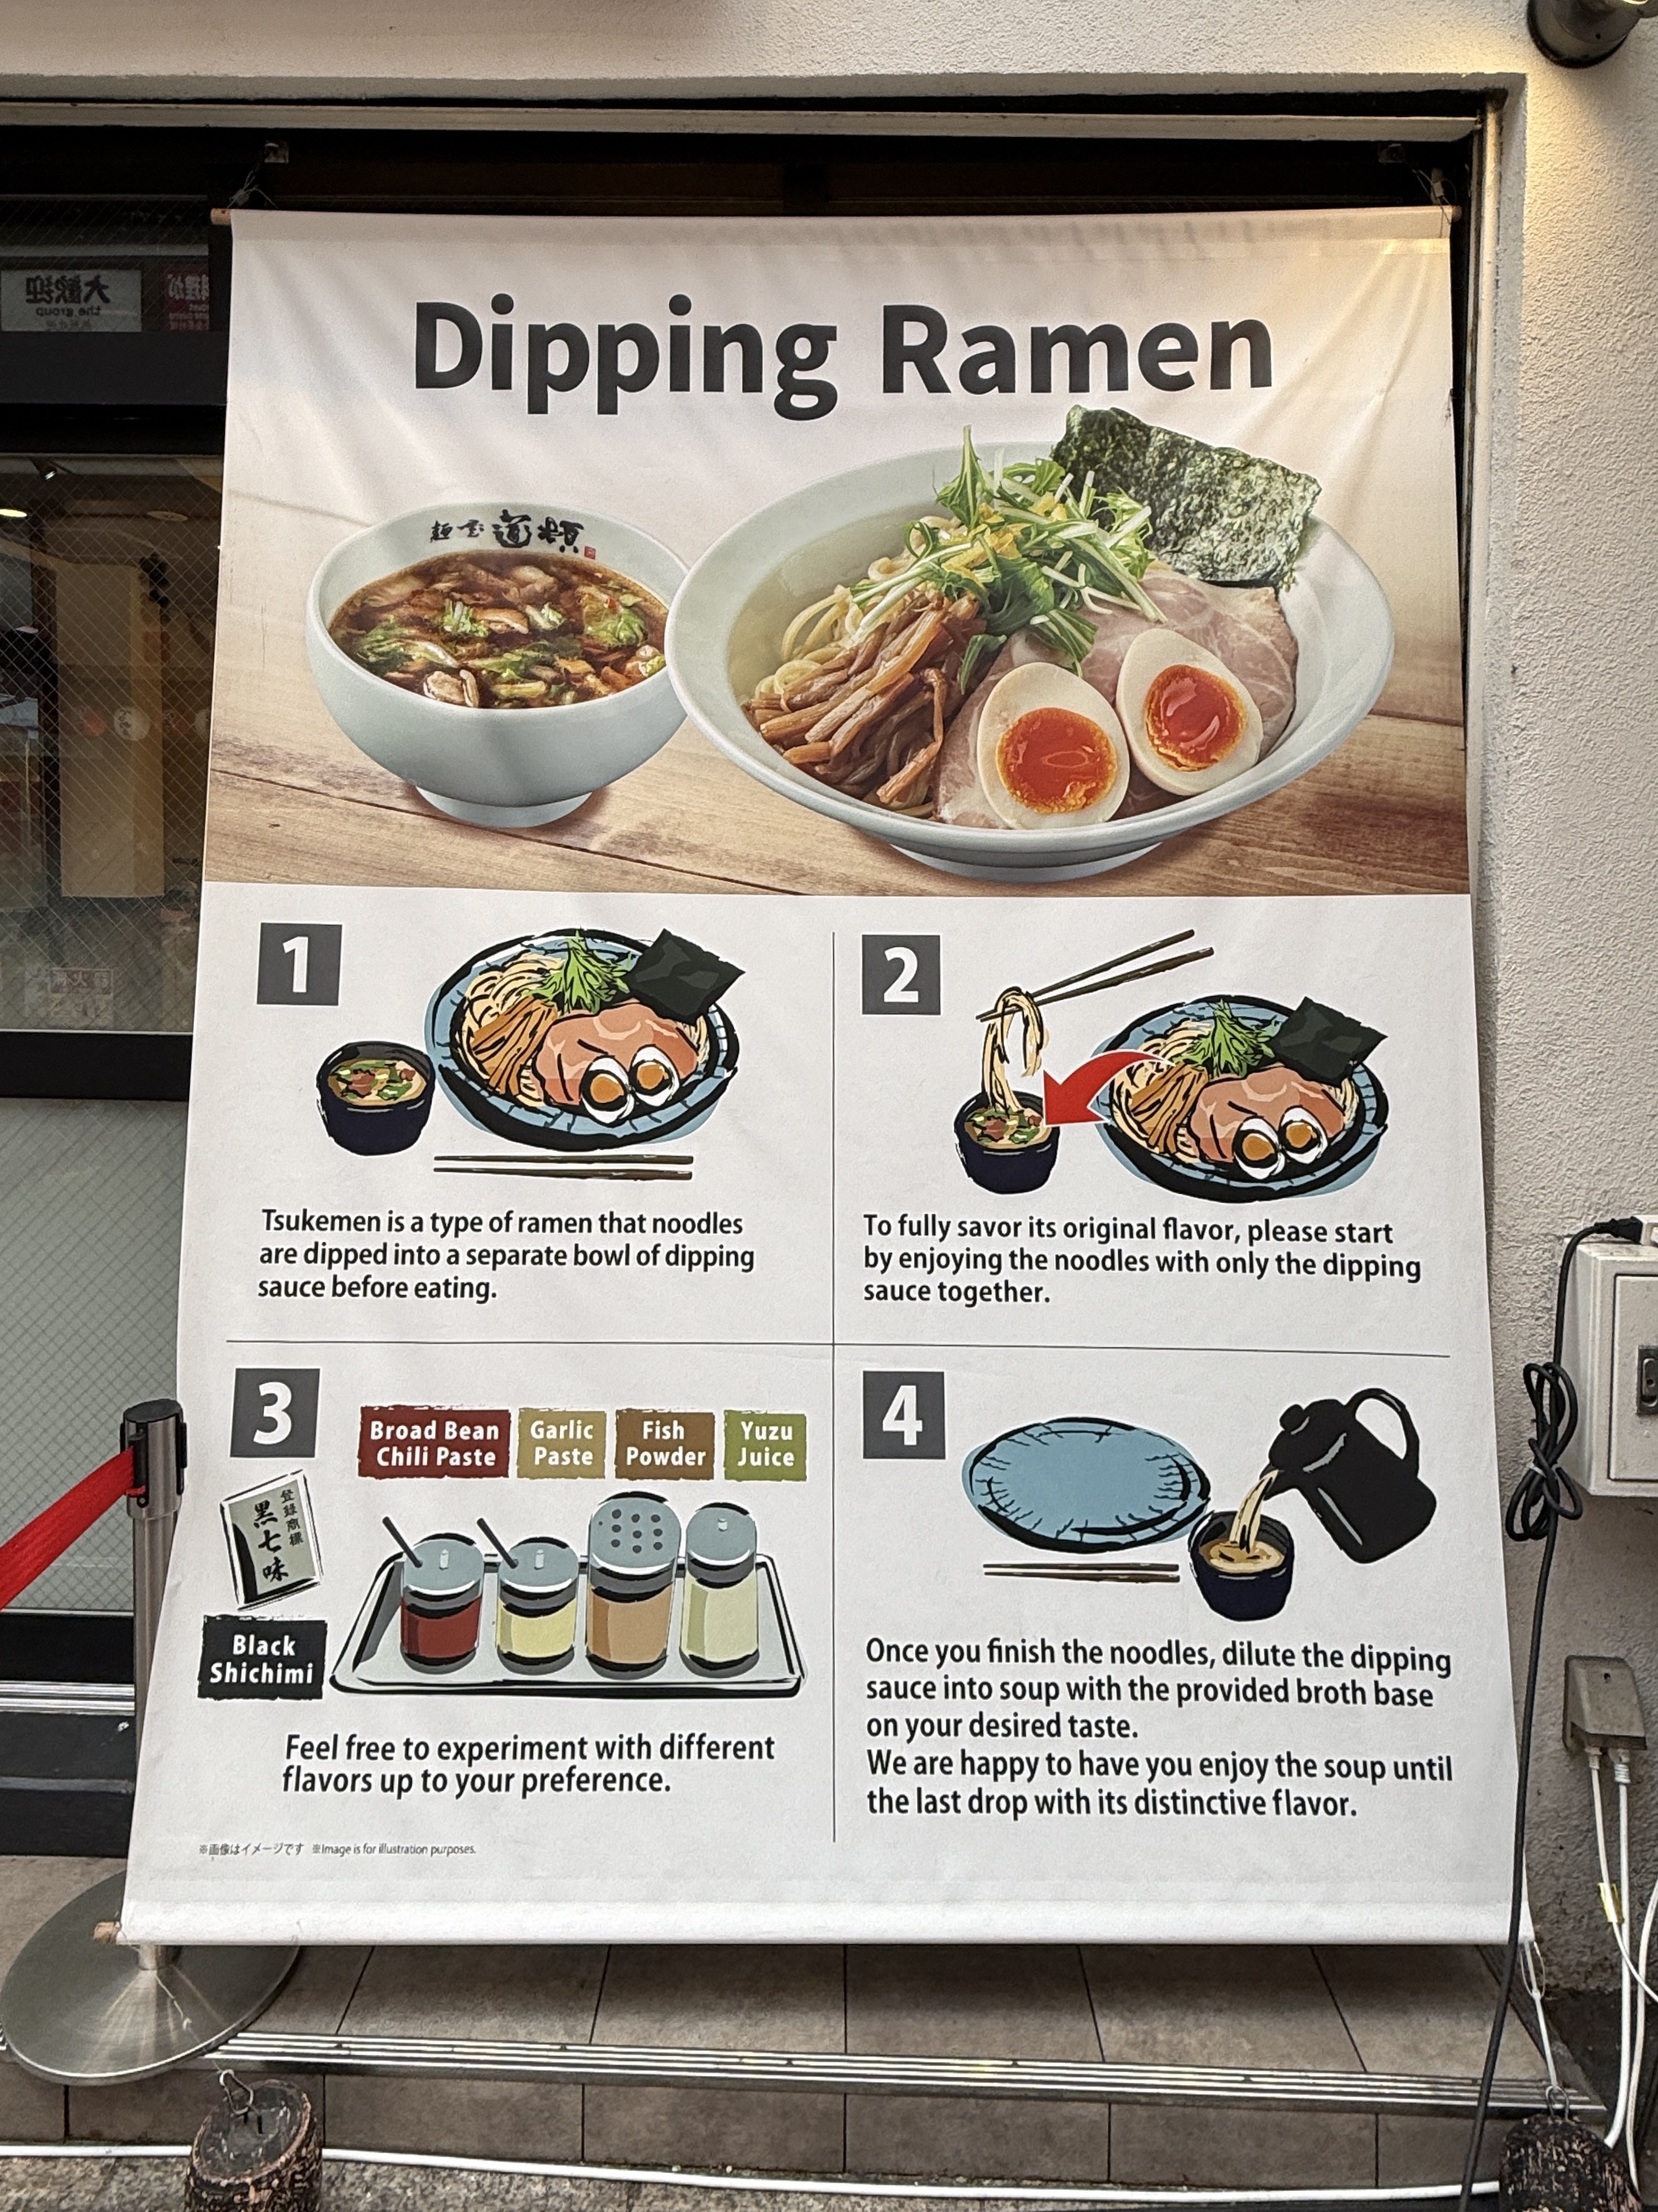 Dipping Ramen
麺屋 道頓
1
Tsukemen is a type of ramen that noodles
are dipped into a separate bowl of dipping
sauce before eating.
2
To fully savor its original flavor, please start
by enjoying the noodles with only the dipping
sauce together.
3
Broad Bean
Chili Paste
Garlic
Paste
Fish
Powder
Yuzu
Juice
登録商標
黒七味
Black
Shichimi
Feel free to experiment with different
flavors up to your preference.
4
Once you finish the noodles, dilute the dipping
sauce into soup with the provided broth base
on your desired taste.
We are happy to have you enjoy the soup until
the last drop with its distinctive flavor.
※画像はイメージです ※Image is for illustration purposes.
大歓迎
the group